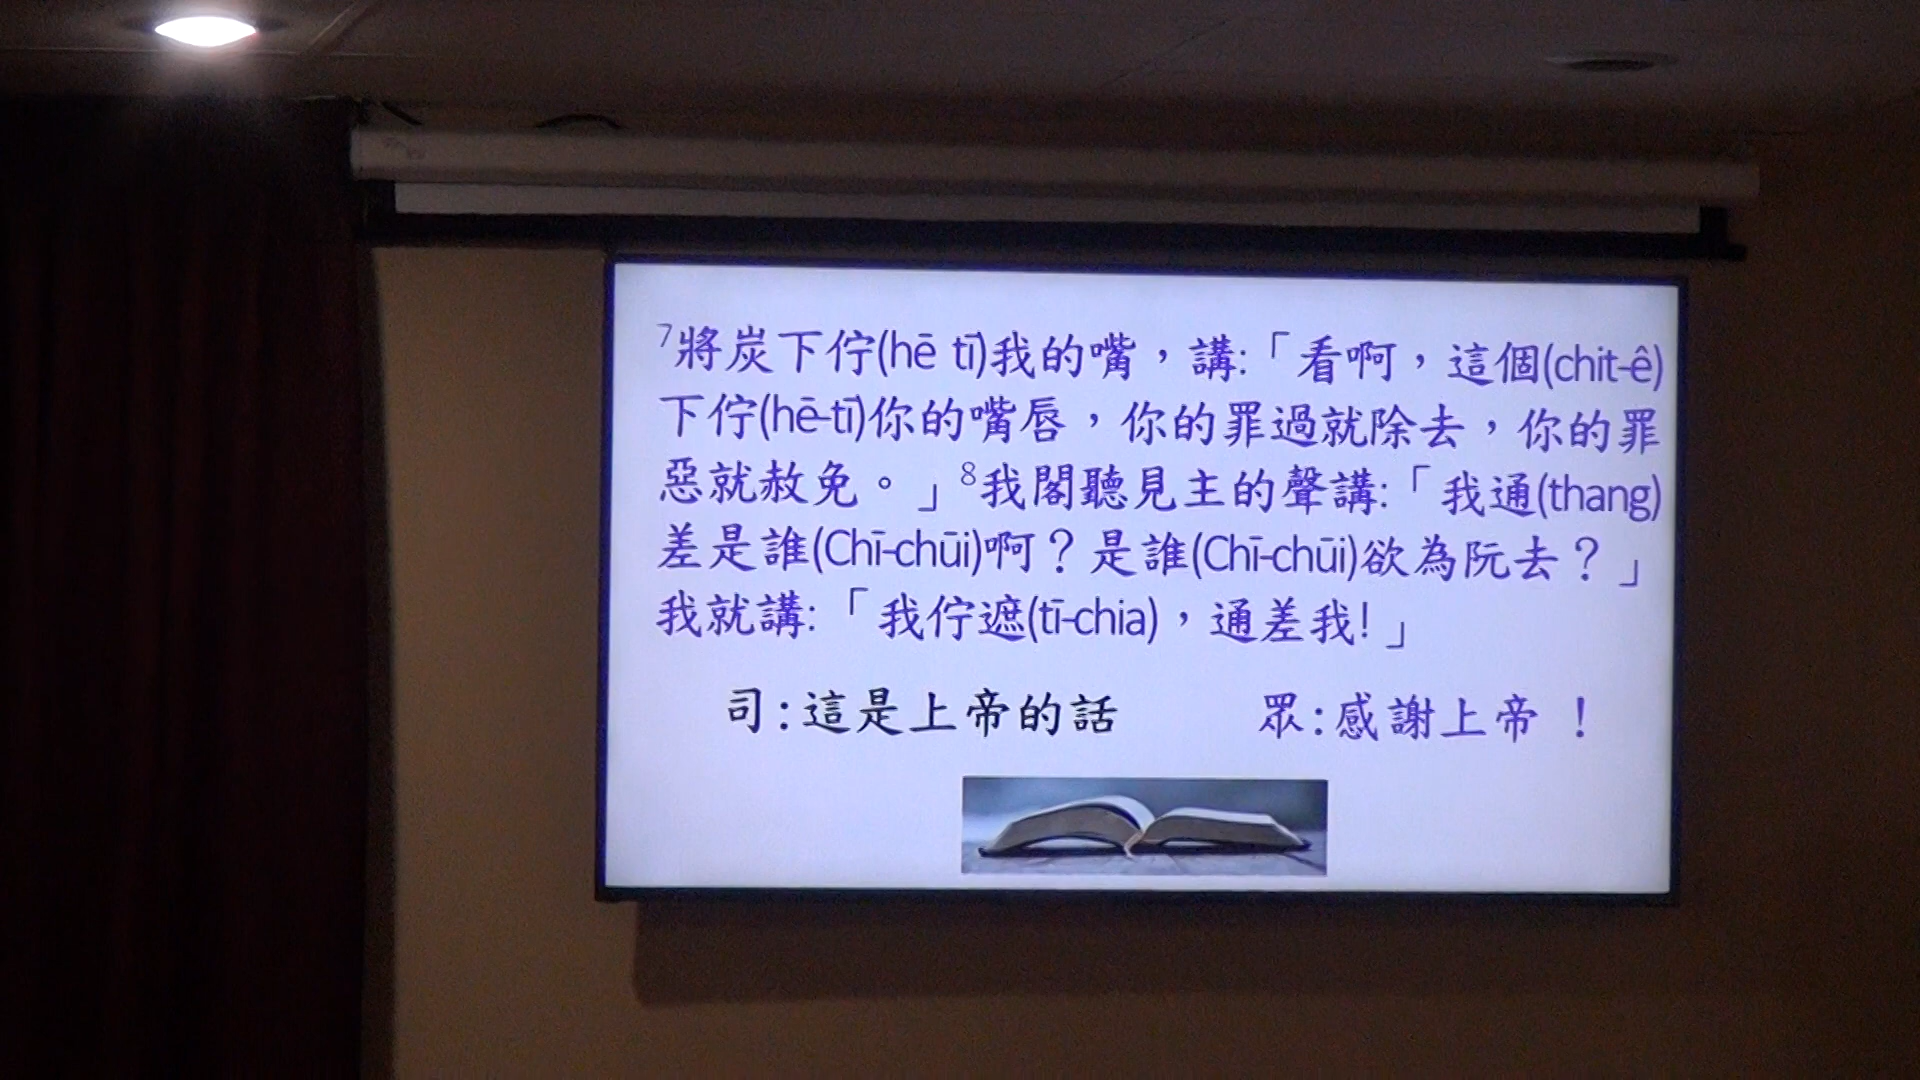 ⁷將炭下佇(hē tī)我的嘴，講:「看啊，這個(chit-ê)
下佇(hē-tī)你的嘴唇，你的罪過就除去，你的罪
惡就赦免。」⁸我閣聽見主的聲講:「我通(thang)
差是誰(Chī-chūi)啊？是誰(Chī-chūi)欲為阮去？」
我就講:「我佇遮(tī-chia)，通差我!」
司:這是上帝的話 眾:感謝上帝！